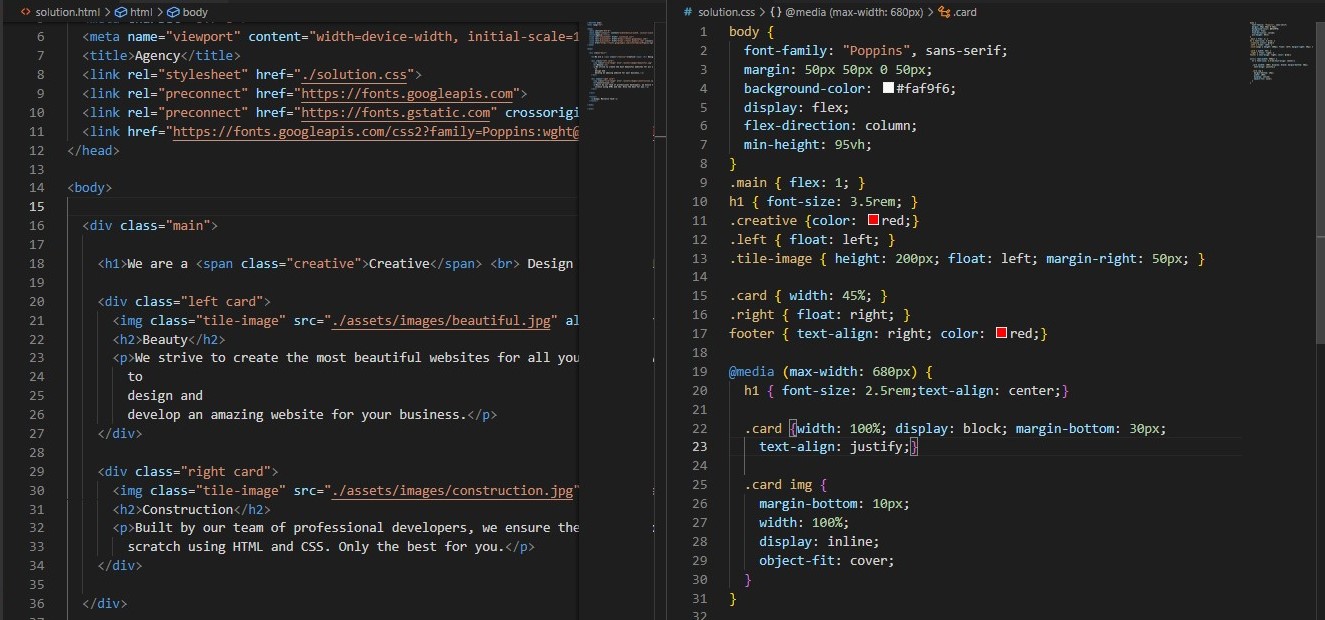 solution.html > html > body
6 <meta name="viewport" content="width=device-width, initial-scale=1
7 <title>Agency</title>
8 <link rel="stylesheet" href="./solution.css">
9 <link rel="preconnect" href="https://fonts.googleapis.com">
10 <link rel="preconnect" href="https://fonts.gstatic.com" crossorigi
11 <link href="https://fonts.googleapis.com/css2?family=Poppins:wght@
12 </head>
13
14 <body>
15
16 <div class="main">
17
18 <h1>We are a <span class="creative">Creative</span> <br> Design
19
20 <div class="left card">
21 <img class="tile-image" src="./assets/images/beautiful.jpg" al
22 <h2>Beauty</h2>
23 <p>We strive to create the most beautiful websites for all you
24 to
25 design and
26 develop an amazing website for your business.</p>
27 </div>
28
29 <div class="right card">
30 <img class="tile-image" src="./assets/images/construction.jpg"
31 <h2>Construction</h2>
32 <p>Built by our team of professional developers, we ensure the
33 scratch using HTML and CSS. Only the best for you.</p>
34 </div>
35
36 </div>
# solution.css > {} @media (max-width: 680px) > .card
1 body {
2 font-family: "Poppins", sans-serif;
3 margin: 50px 50px 0 50px;
4 background-color: #faf9f6;
5 display: flex;
6 flex-direction: column;
7 min-height: 95vh;
8 }
9 .main { flex: 1; }
10 h1 { font-size: 3.5rem; }
11 .creative {color: red;}
12 .left { float: left; }
13 .tile-image { height: 200px; float: left; margin-right: 50px; }
14
15 .card { width: 45%; }
16 .right { float: right; }
17 footer { text-align: right; color: red;}
18
19 @media (max-width: 680px) {
20 h1 { font-size: 2.5rem;text-align: center;}
21
22 .card {width: 100%; display: block; margin-bottom: 30px;
23 text-align: justify;}
24
25 .card img {
26 margin-bottom: 10px;
27 width: 100%;
28 display: inline;
29 object-fit: cover;
30 }
31 }
32